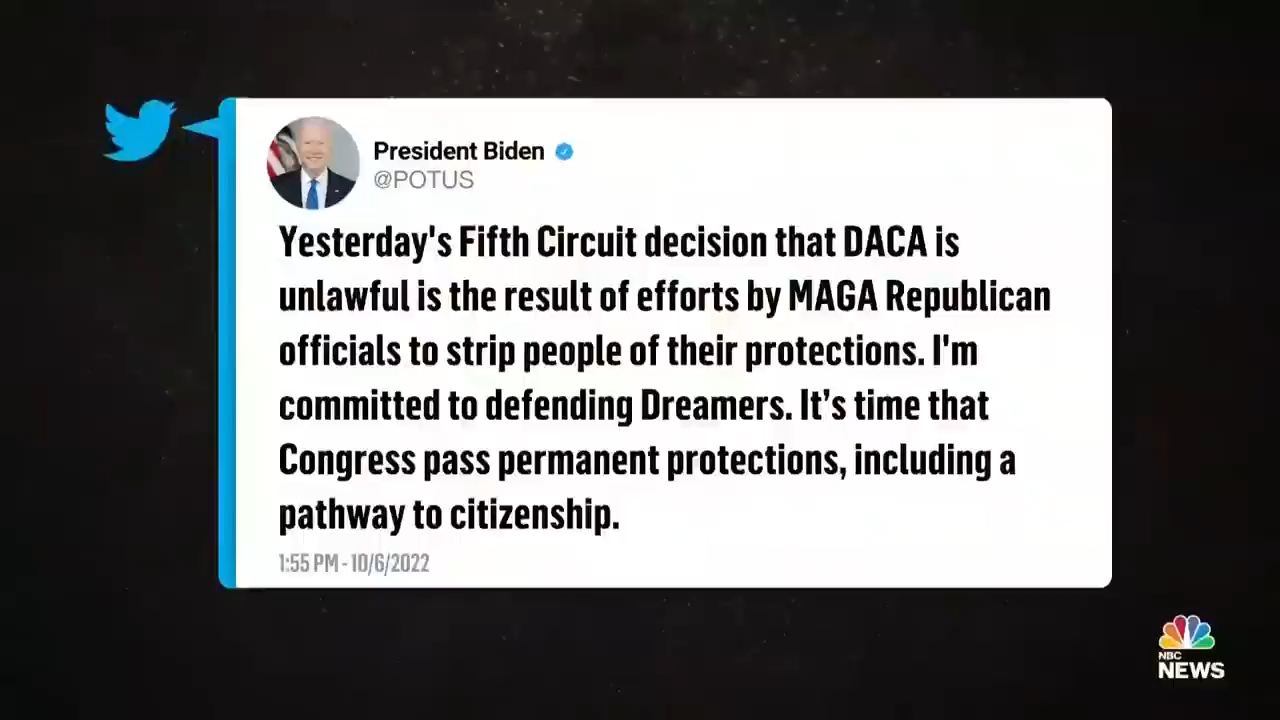 President Biden
@POTUS
Yesterday's Fifth Circuit decision that DACA is
unlawful is the result of efforts by MAGA Republican
officials to strip people of their protections. I'm
committed to defending Dreamers. It’s time that
Congress pass permanent protections, including a
pathway to citizenship.
1:55 PM - 10/6/2022
NBC
NEWS